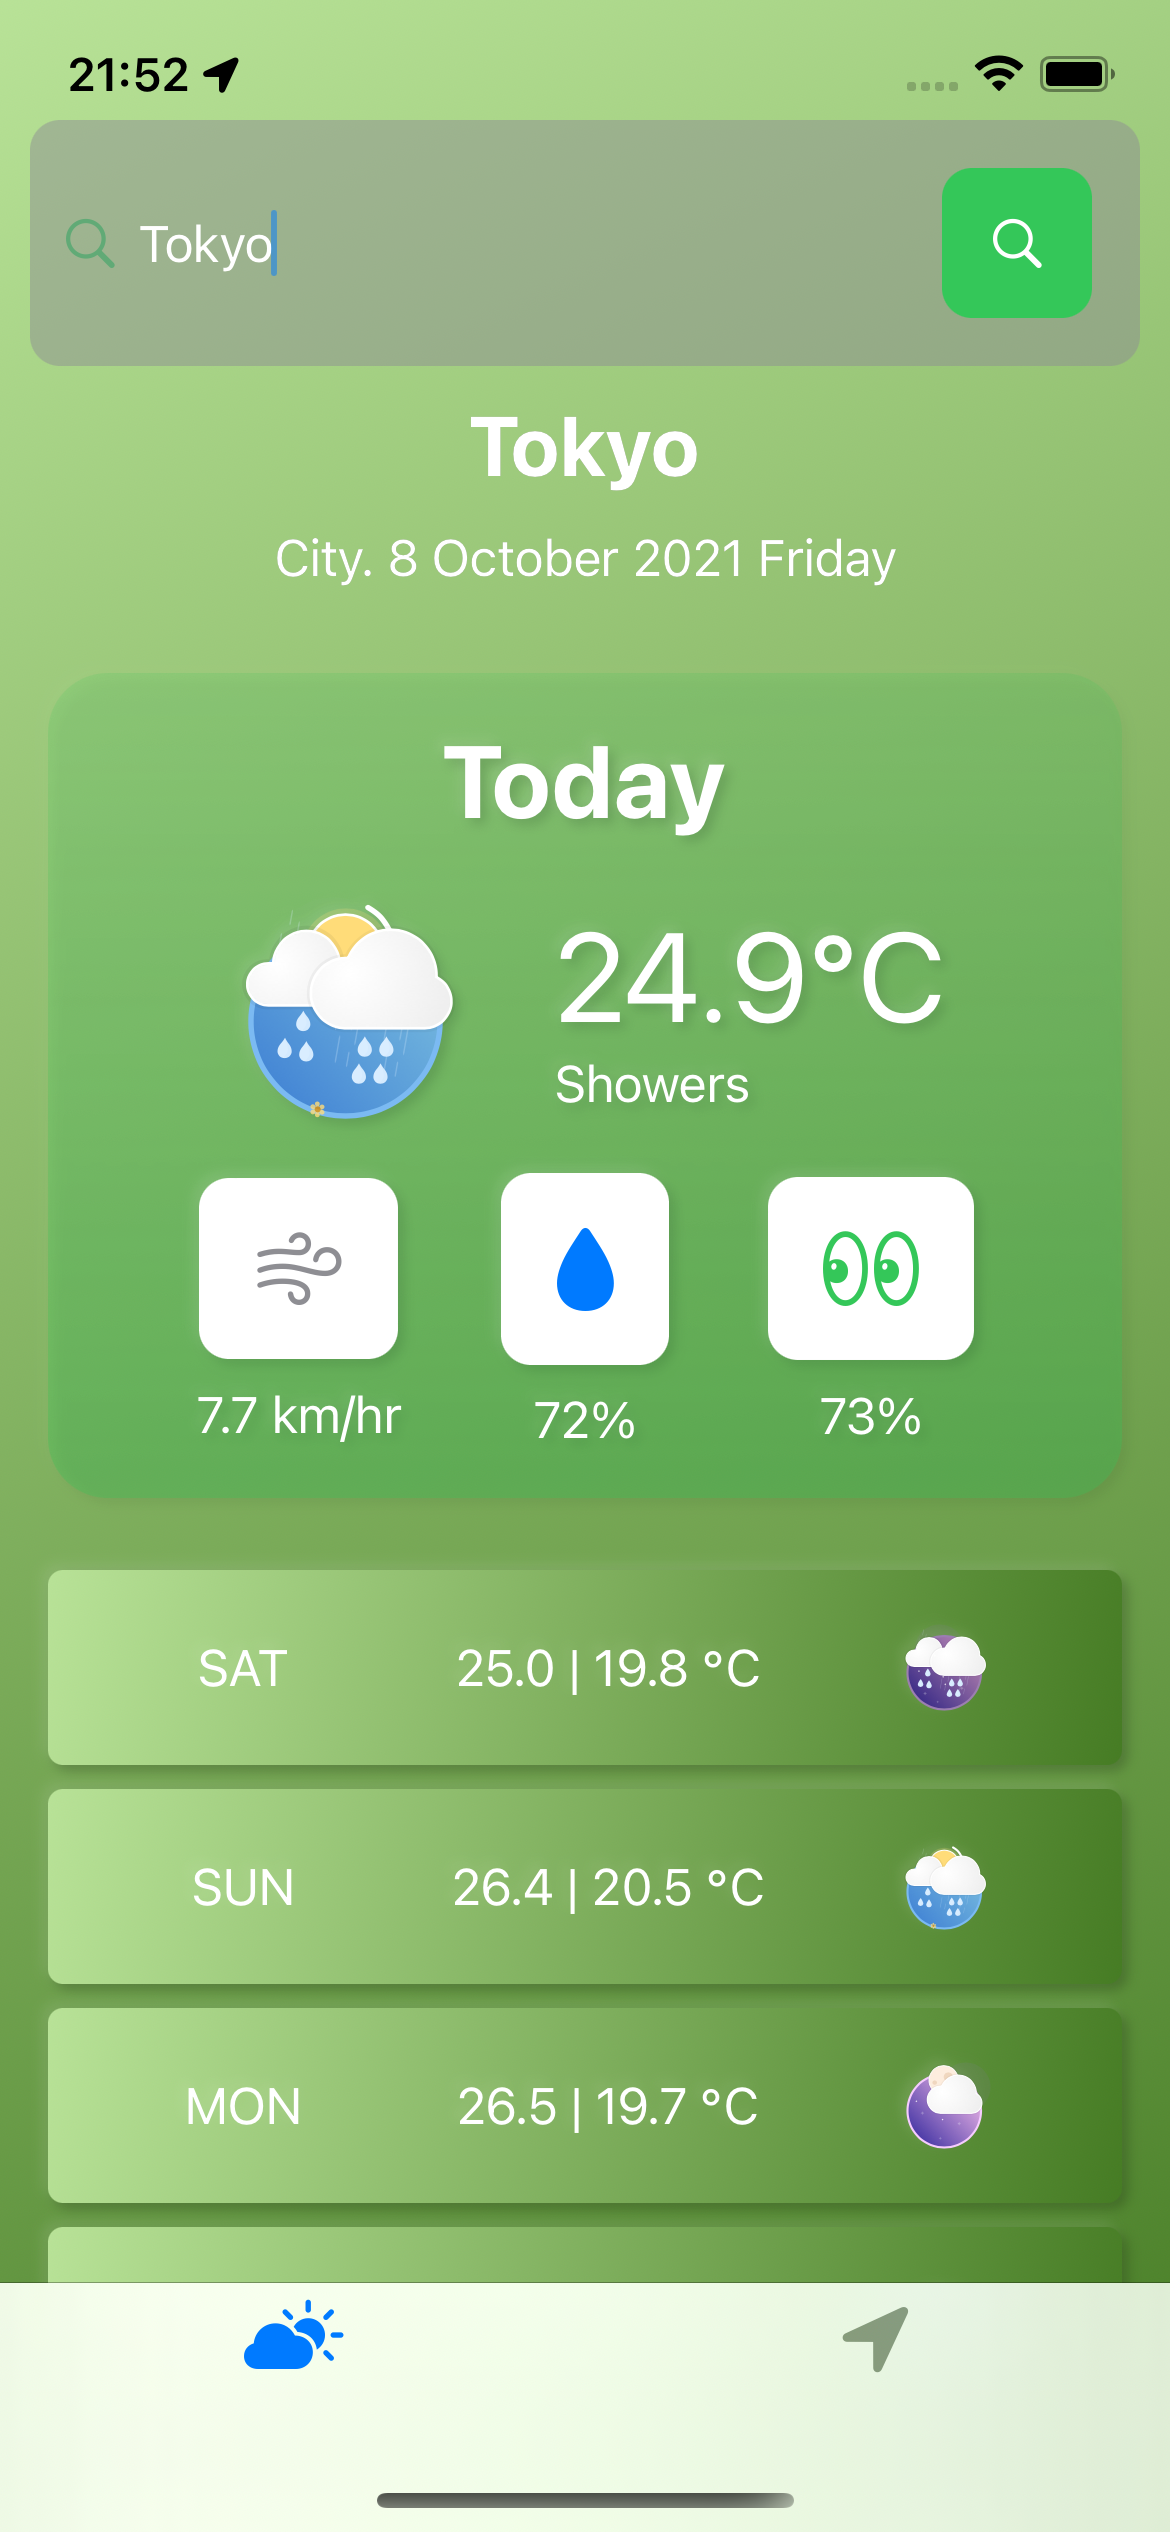 21:52
Tokyo
Tokyo
City. 8 October 2021 Friday
Today
24.9°C
Showers
7.7 km/hr
72%
73%
SAT 25.0 | 19.8 °C
SUN 26.4 | 20.5 °C
MON 26.5 | 19.7 °C